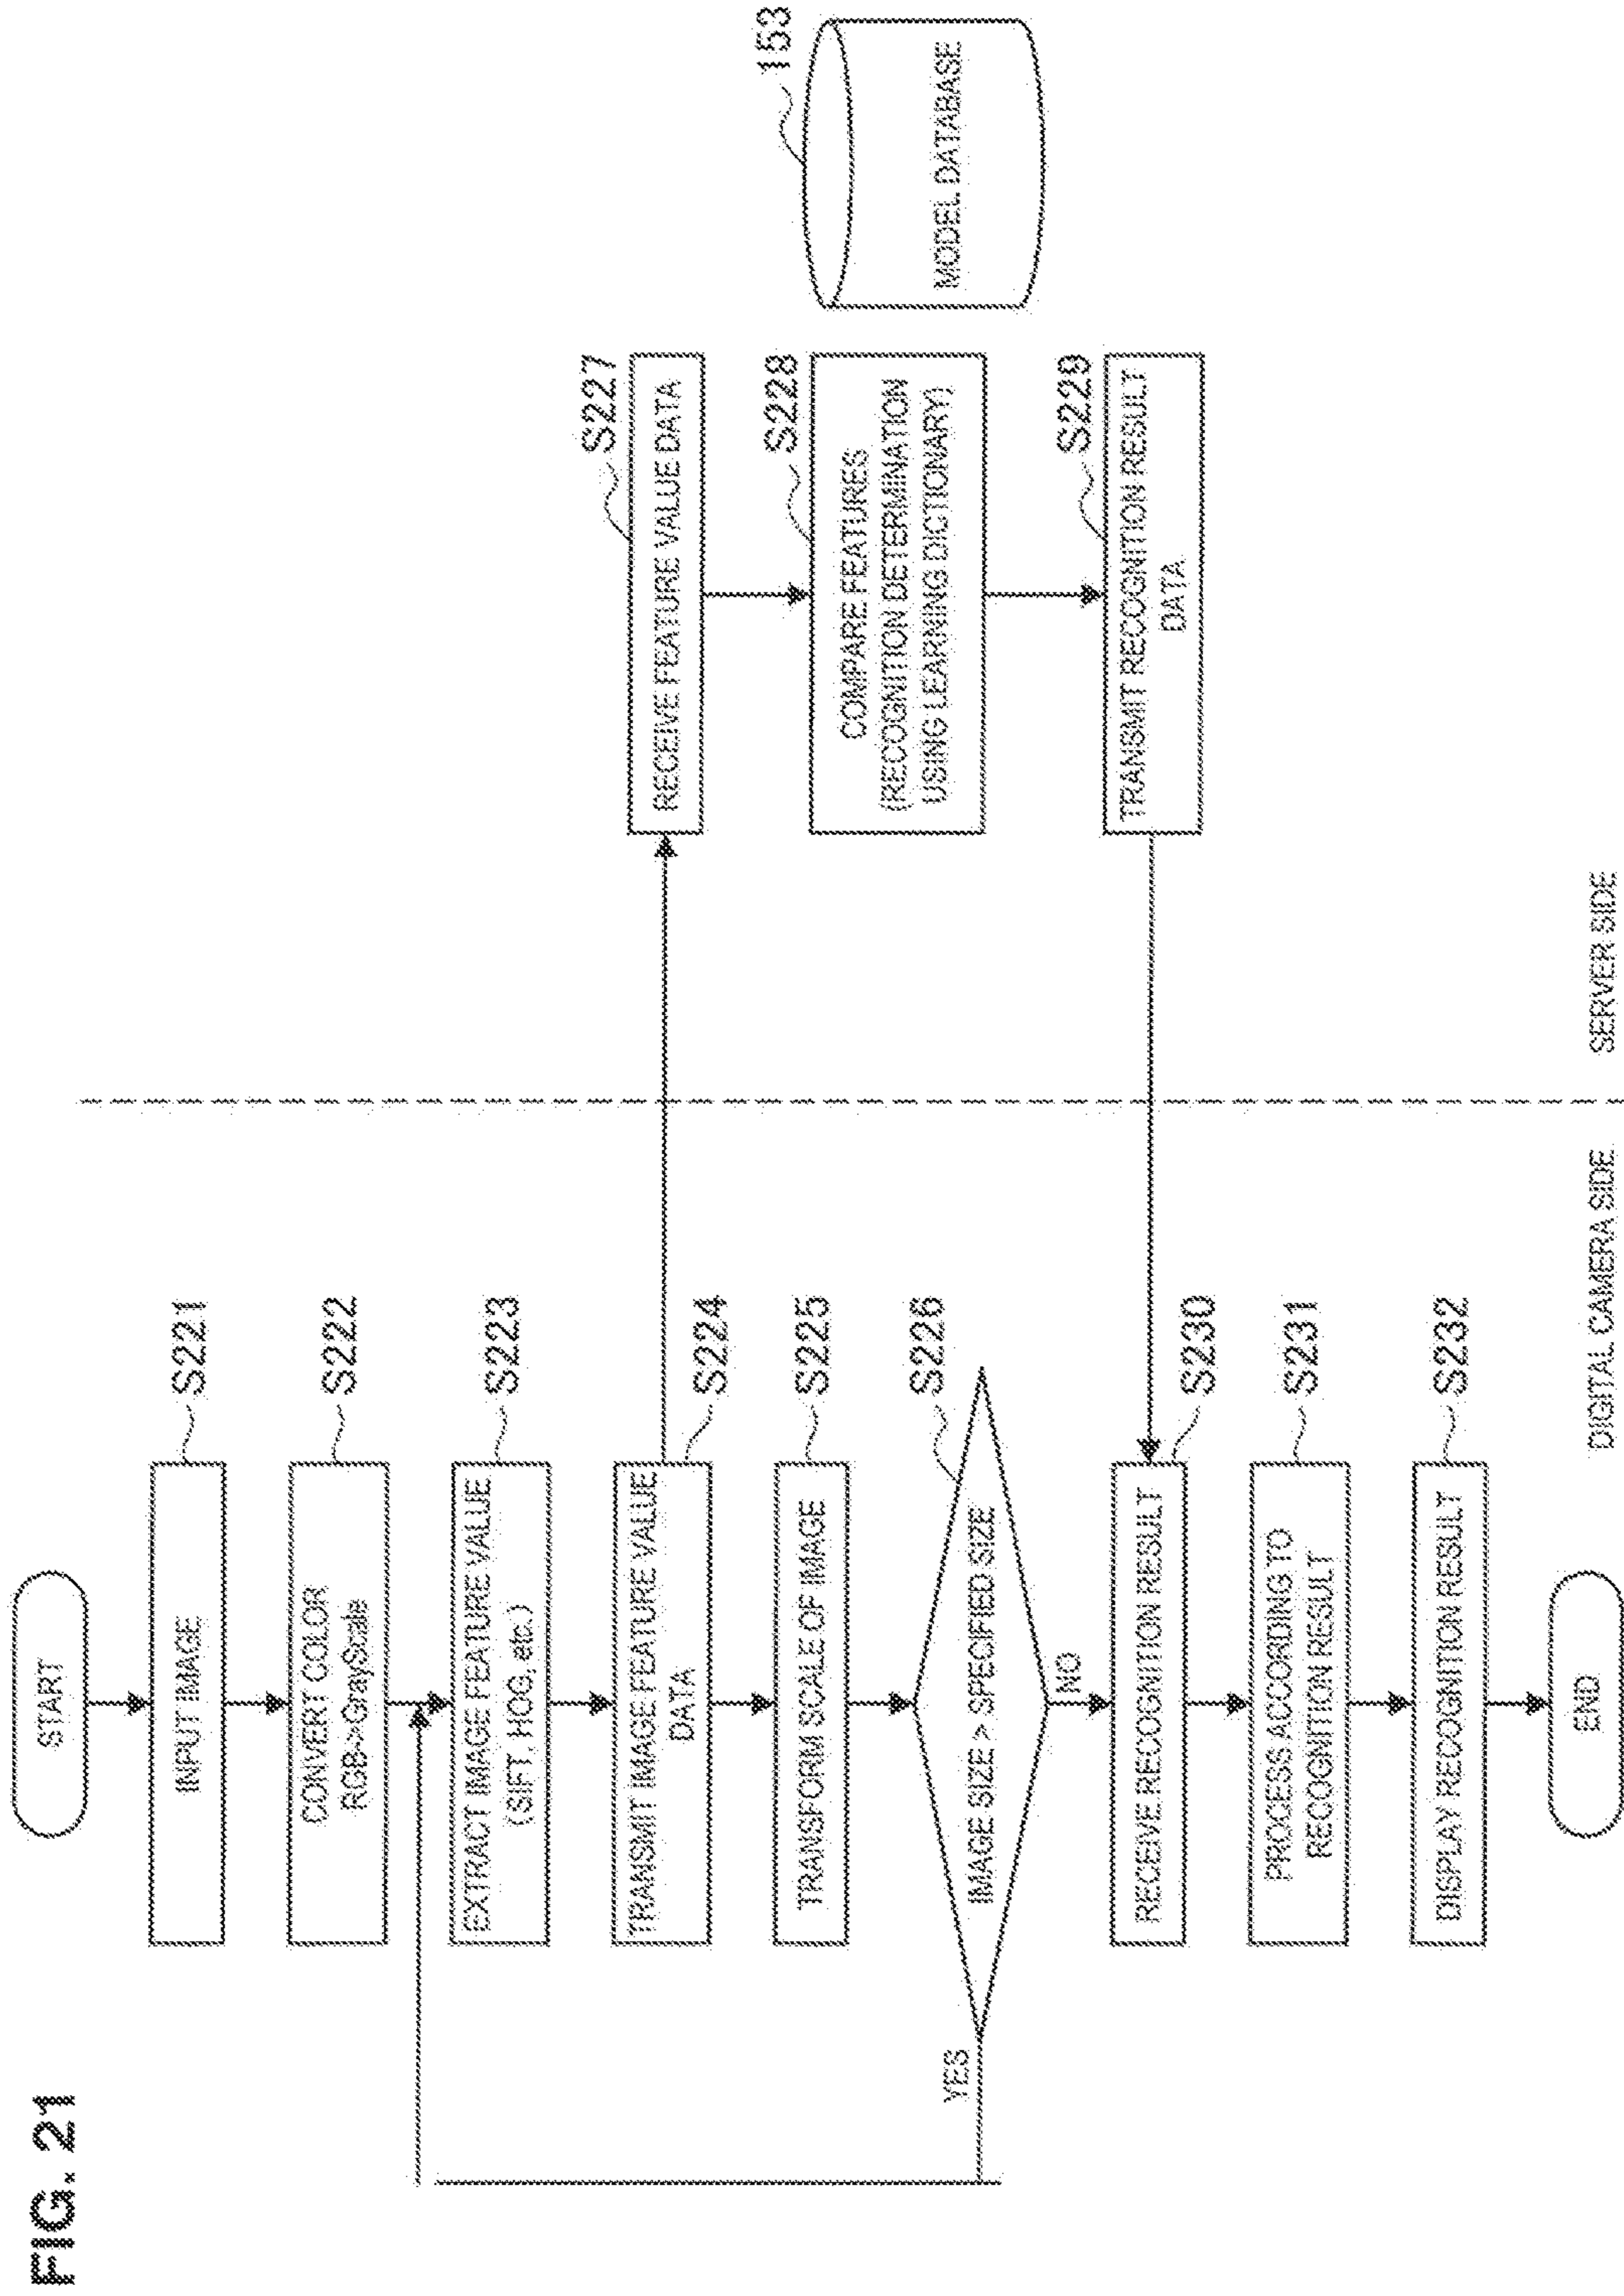 FIG. 21
START
INPUT IMAGE
S221
CONVERT COLOR
RGB->GrayScale
S222
EXTRACT IMAGE FEATURE VALUE
(SIFT, HOG, etc.)
S223
TRANSMIT IMAGE FEATURE VALUE
DATA
S224
TRANSFORM SCALE OF IMAGE
S225
IMAGE SIZE > SPECIFIED SIZE
S226
YES
NO
RECEIVE RECOGNITION RESULT
S230
PROCESS ACCORDING TO
RECOGNITION RESULT
S231
DISPLAY RECOGNITION RESULT
S232
END
DIGITAL CAMERA SIDE
RECEIVE FEATURE VALUE DATA
S227
COMPARE FEATURES
(RECOGNITION DETERMINATION
USING LEARNING DICTIONARY)
S228
TRANSMIT RECOGNITION RESULT
DATA
S229
MODEL DATABASE
153
SERVER SIDE